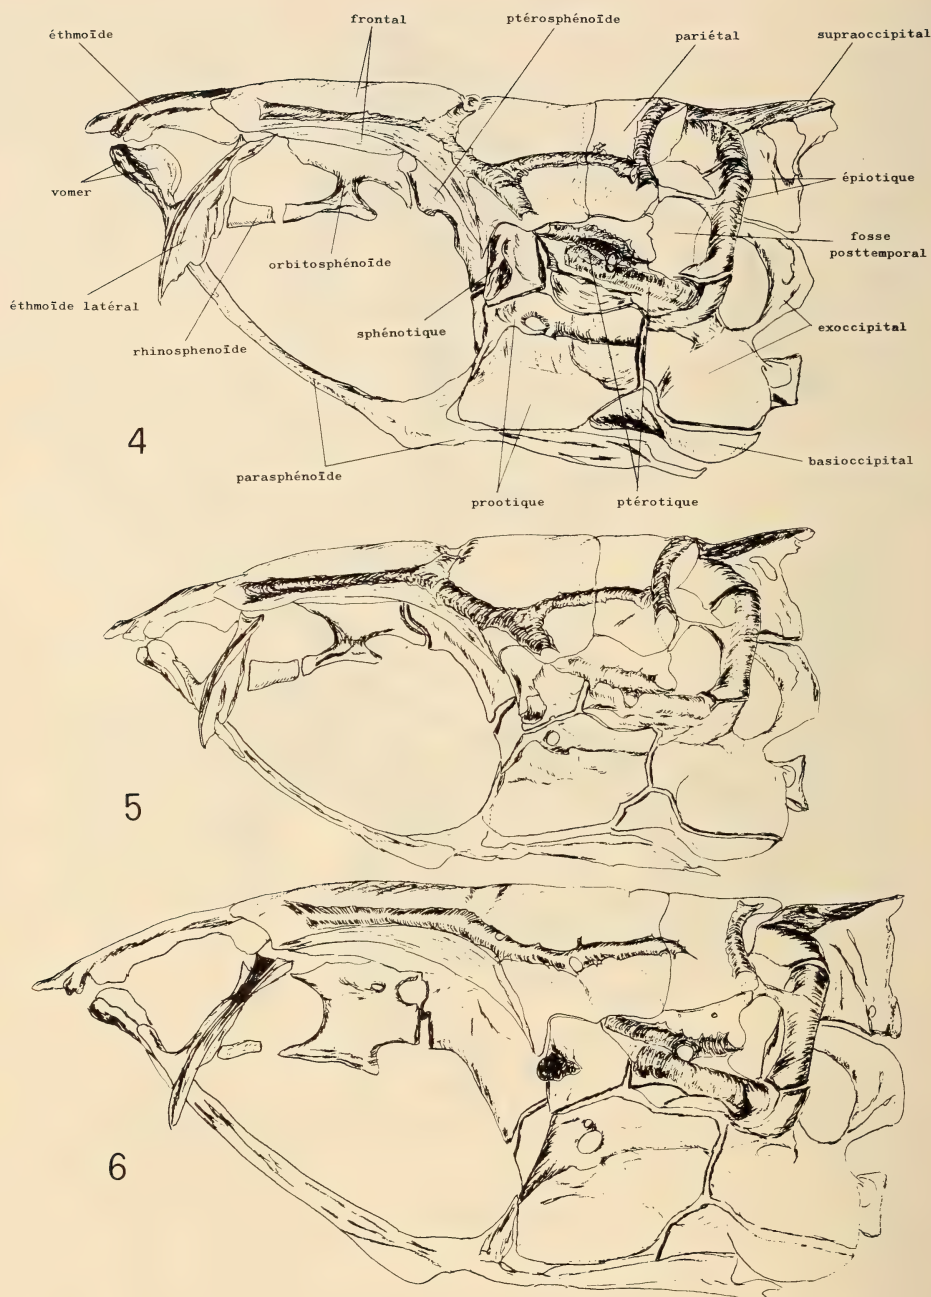 frontal
ptérosphénoïde
éthmoïde
pariétal
supraoccipital
vomer
épiotique
fosse
posttemporal
orbitosphénoïde
éthmoïde latéral
sphénotique
exoccipital
rhinosphenoïde
4
basioccipital
parasphénoïde
prootique
ptérotique
5
6